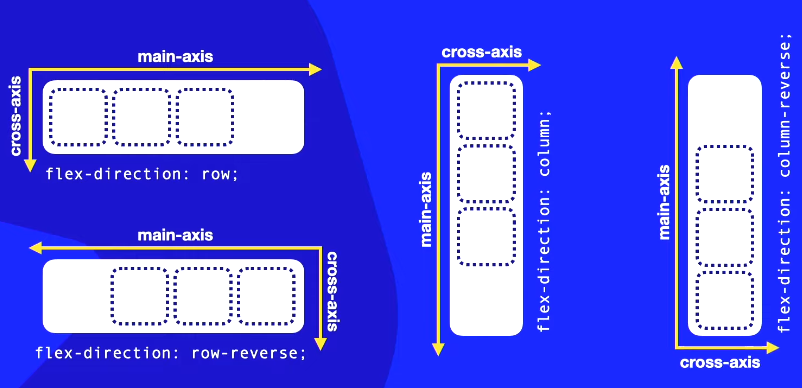 main-axis
cross-axis
flex-direction: row;
main-axis
cross-axis
flex-direction: row-reverse;
cross-axis
main-axis
flex-direction: column;
main-axis
cross-axis
flex-direction: column-reverse;